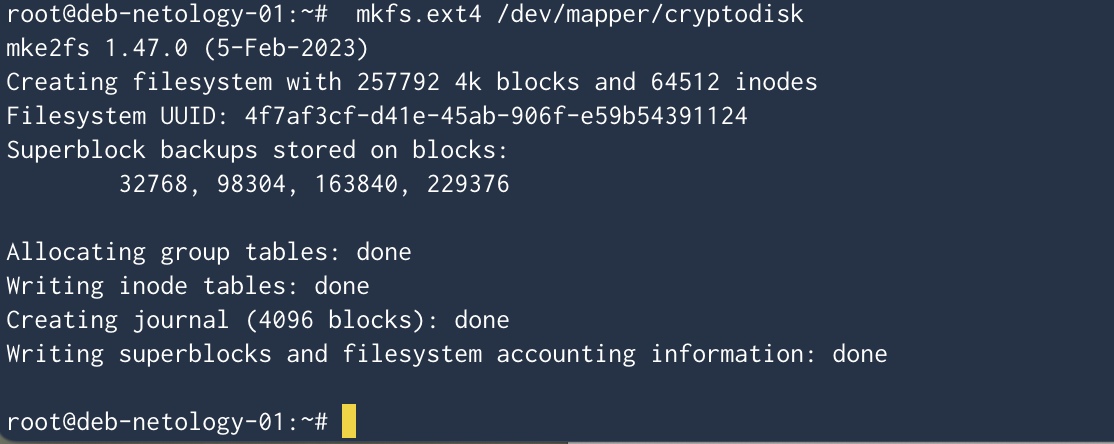 root@deb-netology-01:~#  mkfs.ext4 /dev/mapper/cryptodisk
mke2fs 1.47.0 (5-Feb-2023)
Creating filesystem with 257792 4k blocks and 64512 inodes
Filesystem UUID: 4f7af3cf-d41e-45ab-906f-e59b54391124
Superblock backups stored on blocks:
        32768, 98304, 163840, 229376

Allocating group tables: done
Writing inode tables: done
Creating journal (4096 blocks): done
Writing superblocks and filesystem accounting information: done

root@deb-netology-01:~#